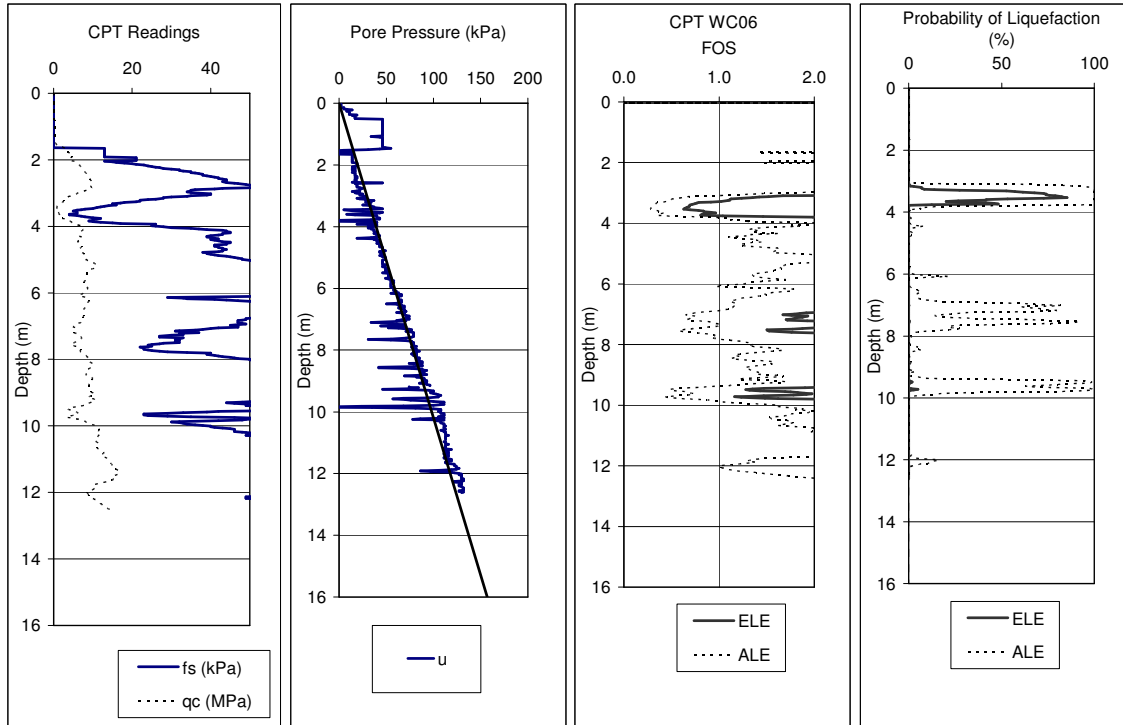 CPT Readings
0 20 40
0
2
4
6
8
10
12
14
16
Depth (m)
fs (kPa)
qc (MPa)
Pore Pressure (kPa)
0 50 100 150 200
0
2
4
6
8
10
12
14
16
Depth (m)
u
CPT WC06
FOS
0.0 1.0 2.0
0
2
4
6
8
10
12
14
16
Depth (m)
ELE
ALE
Probability of Liquefaction
(%)
0 50 100
0
2
4
6
8
10
12
14
16
Depth (m)
ELE
ALE